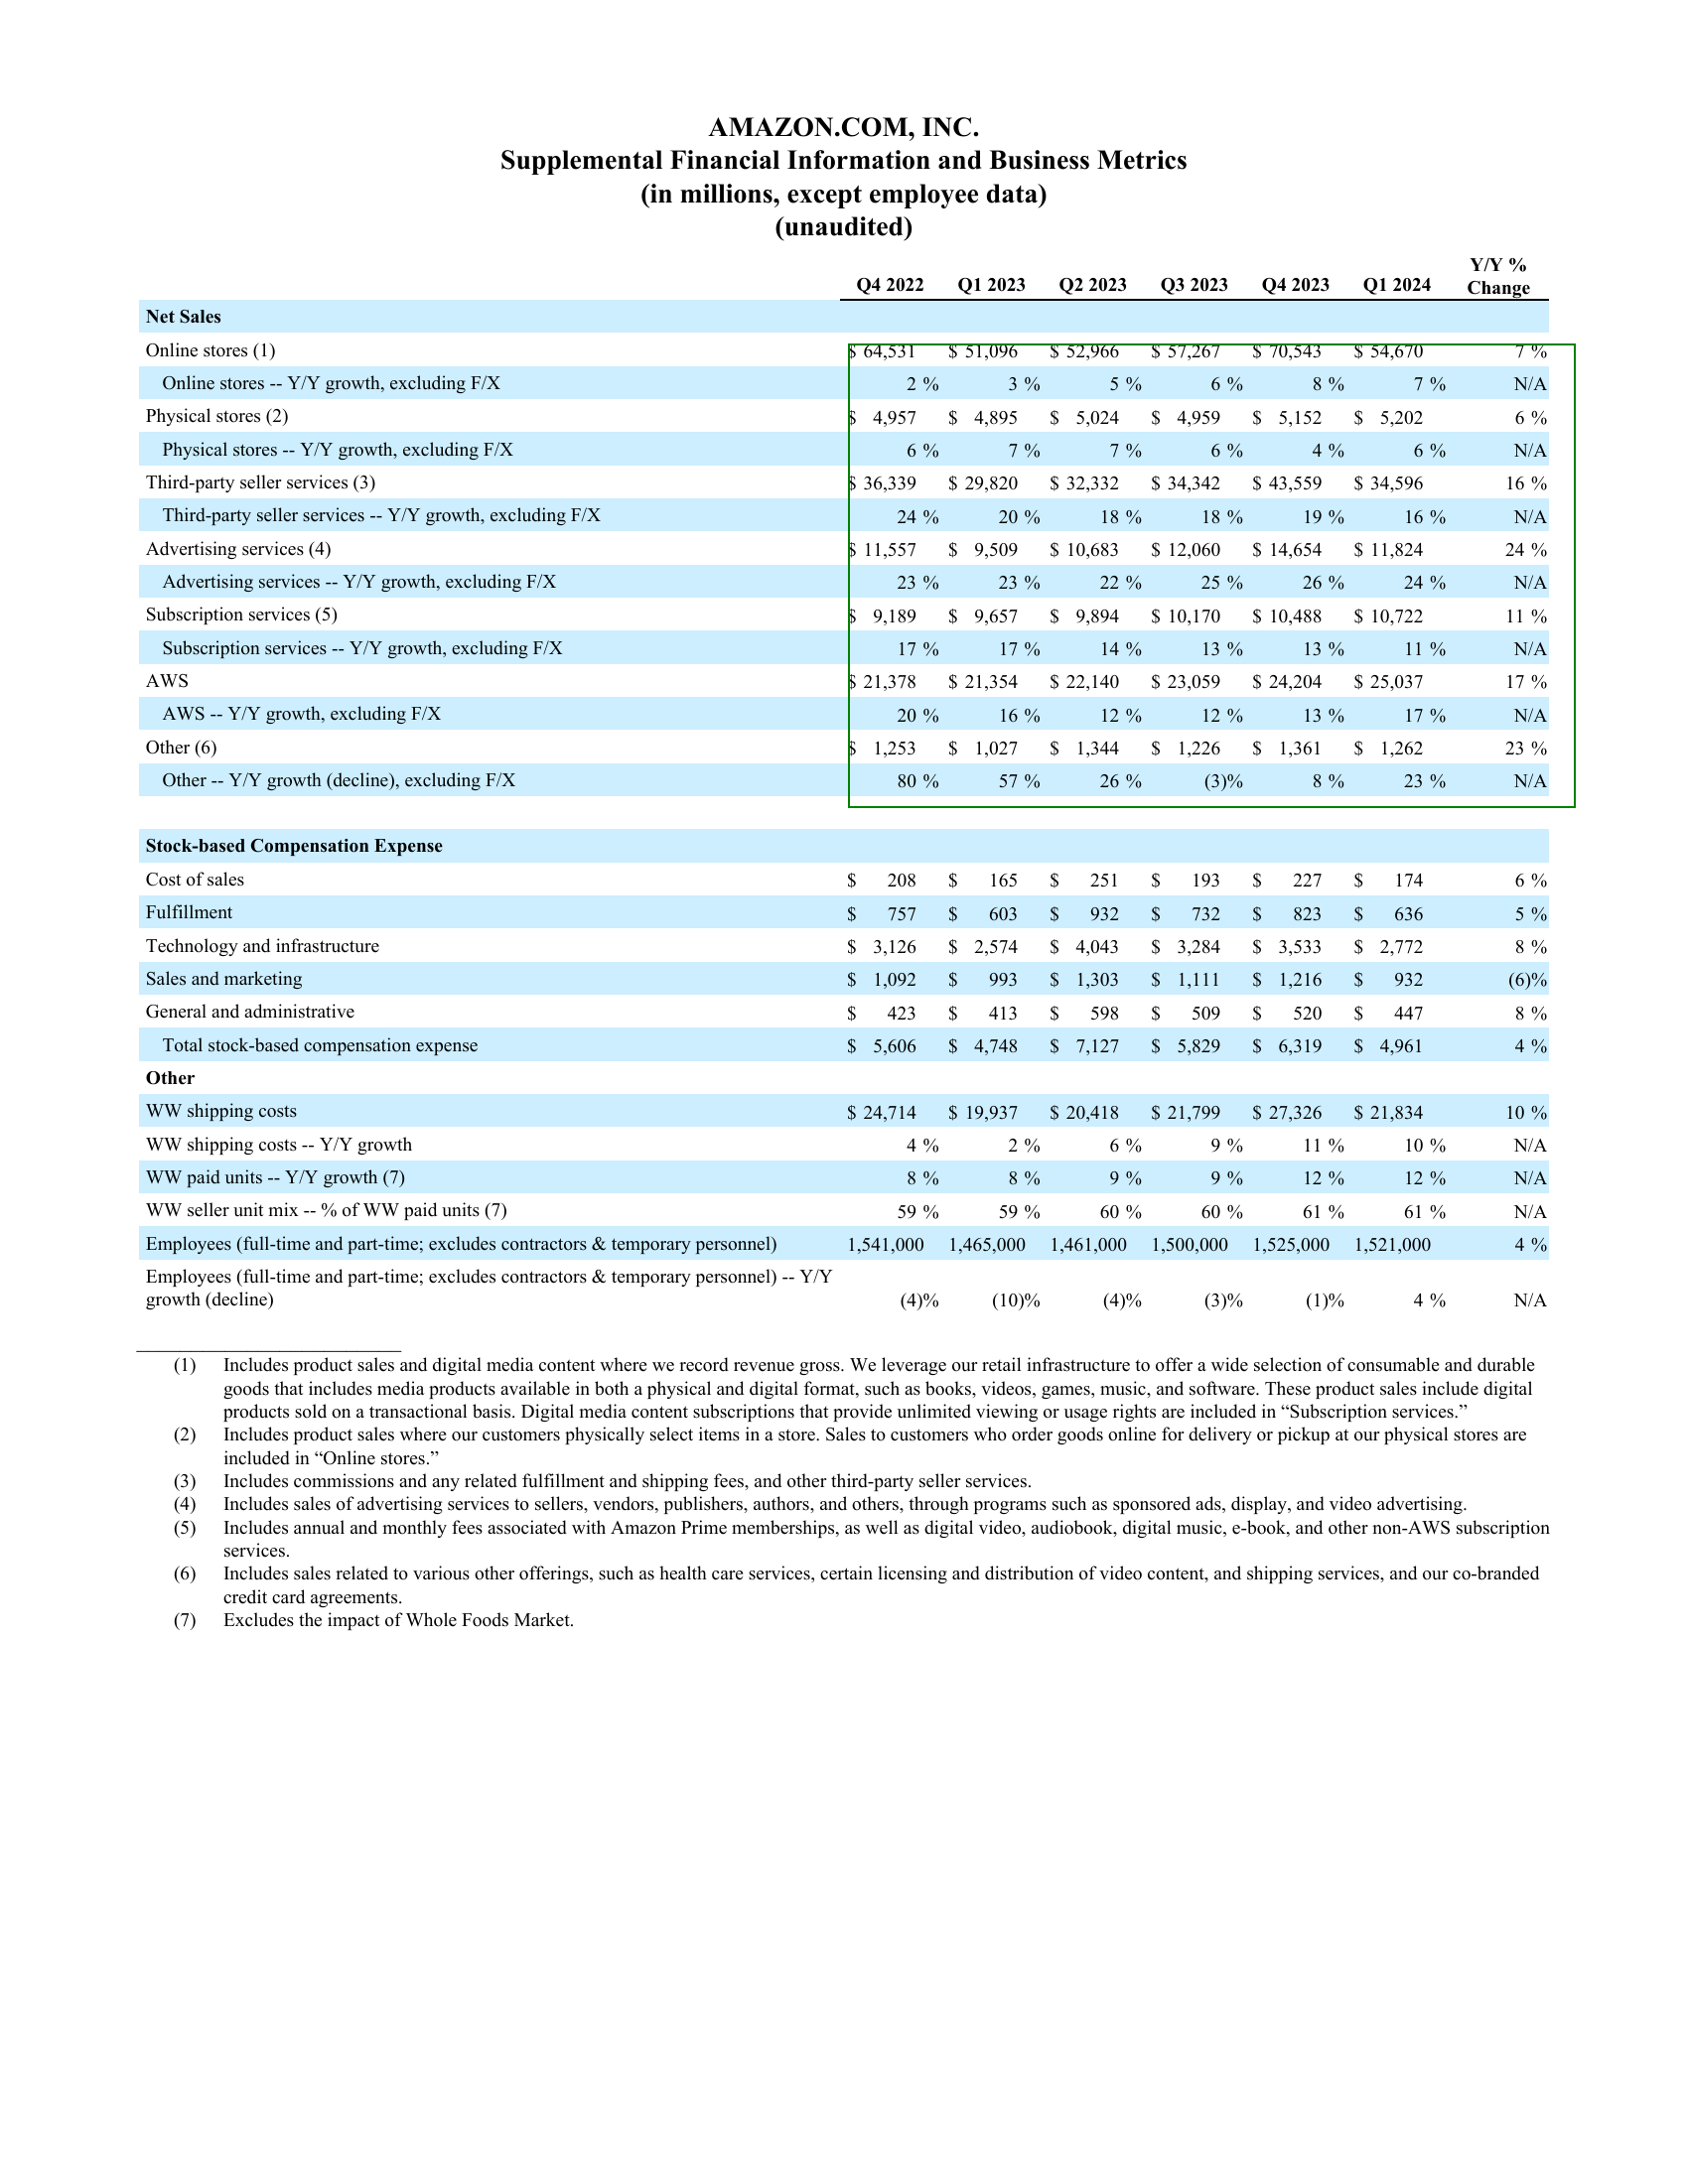 AMAZON.COM, INC.
Supplemental Financial Information and Business Metrics
(in millions, except employee data)
(unaudited)
Q4 2022 Q1 2023 Q2 2023 Q3 2023 Q4 2023 Q1 2024 Y/Y % Change
Net Sales
Online stores (1) $ 64,531 $ 51,096 $ 52,966 $ 57,267 $ 70,543 $ 54,670 7 %
Online stores -- Y/Y growth, excluding F/X 2 % 3 % 5 % 6 % 8 % 7 % N/A
Physical stores (2) $ 4,957 $ 4,895 $ 5,024 $ 4,959 $ 5,152 $ 5,202 6 %
Physical stores -- Y/Y growth, excluding F/X 6 % 7 % 7 % 6 % 4 % 6 % N/A
Third-party seller services (3) $ 36,339 $ 29,820 $ 32,332 $ 34,342 $ 43,559 $ 34,596 16 %
Third-party seller services -- Y/Y growth, excluding F/X 24 % 20 % 18 % 18 % 19 % 16 % N/A
Advertising services (4) $ 11,557 $ 9,509 $ 10,683 $ 12,060 $ 14,654 $ 11,824 24 %
Advertising services -- Y/Y growth, excluding F/X 23 % 23 % 22 % 25 % 26 % 24 % N/A
Subscription services (5) $ 9,189 $ 9,657 $ 9,894 $ 10,170 $ 10,488 $ 10,722 11 %
Subscription services -- Y/Y growth, excluding F/X 17 % 17 % 14 % 13 % 13 % 11 % N/A
AWS $ 21,378 $ 21,354 $ 22,140 $ 23,059 $ 24,204 $ 25,037 17 %
AWS -- Y/Y growth, excluding F/X 20 % 16 % 12 % 12 % 13 % 17 % N/A
Other (6) $ 1,253 $ 1,027 $ 1,344 $ 1,226 $ 1,361 $ 1,262 23 %
Other -- Y/Y growth (decline), excluding F/X 80 % 57 % 26 % (3)% 8 % 23 % N/A
Stock-based Compensation Expense
Cost of sales $ 208 $ 165 $ 251 $ 193 $ 227 $ 174 6 %
Fulfillment $ 757 $ 603 $ 932 $ 732 $ 823 $ 636 5 %
Technology and infrastructure $ 3,126 $ 2,574 $ 4,043 $ 3,284 $ 3,533 $ 2,772 8 %
Sales and marketing $ 1,092 $ 993 $ 1,303 $ 1,111 $ 1,216 $ 932 (6)%
General and administrative $ 423 $ 413 $ 598 $ 509 $ 520 $ 447 8 %
Total stock-based compensation expense $ 5,606 $ 4,748 $ 7,127 $ 5,829 $ 6,319 $ 4,961 4 %
Other
WW shipping costs $ 24,714 $ 19,937 $ 20,418 $ 21,799 $ 27,326 $ 21,834 10 %
WW shipping costs -- Y/Y growth 4 % 2 % 6 % 9 % 11 % 10 % N/A
WW paid units -- Y/Y growth (7) 8 % 8 % 9 % 9 % 12 % 12 % N/A
WW seller unit mix -- % of WW paid units (7) 59 % 59 % 60 % 60 % 61 % 61 % N/A
Employees (full-time and part-time; excludes contractors & temporary personnel) 1,541,000 1,465,000 1,461,000 1,500,000 1,525,000 1,521,000 4 %
Employees (full-time and part-time; excludes contractors & temporary personnel) -- Y/Y
growth (decline) (4)% (10)% (4)% (3)% (1)% 4 % N/A
(1) Includes product sales and digital media content where we record revenue gross. We leverage our retail infrastructure to offer a wide selection of consumable and durable
goods that includes media products available in both a physical and digital format, such as books, videos, games, music, and software. These product sales include digital
products sold on a transactional basis. Digital media content subscriptions that provide unlimited viewing or usage rights are included in “Subscription services.”
(2) Includes product sales where our customers physically select items in a store. Sales to customers who order goods online for delivery or pickup at our physical stores are
included in “Online stores.”
(3) Includes commissions and any related fulfillment and shipping fees, and other third-party seller services.
(4) Includes sales of advertising services to sellers, vendors, publishers, authors, and others, through programs such as sponsored ads, display, and video advertising.
(5) Includes annual and monthly fees associated with Amazon Prime memberships, as well as digital video, audiobook, digital music, e-book, and other non-AWS subscription
services.
(6) Includes sales related to various other offerings, such as health care services, certain licensing and distribution of video content, and shipping services, and our co-branded
credit card agreements.
(7) Excludes the impact of Whole Foods Market.